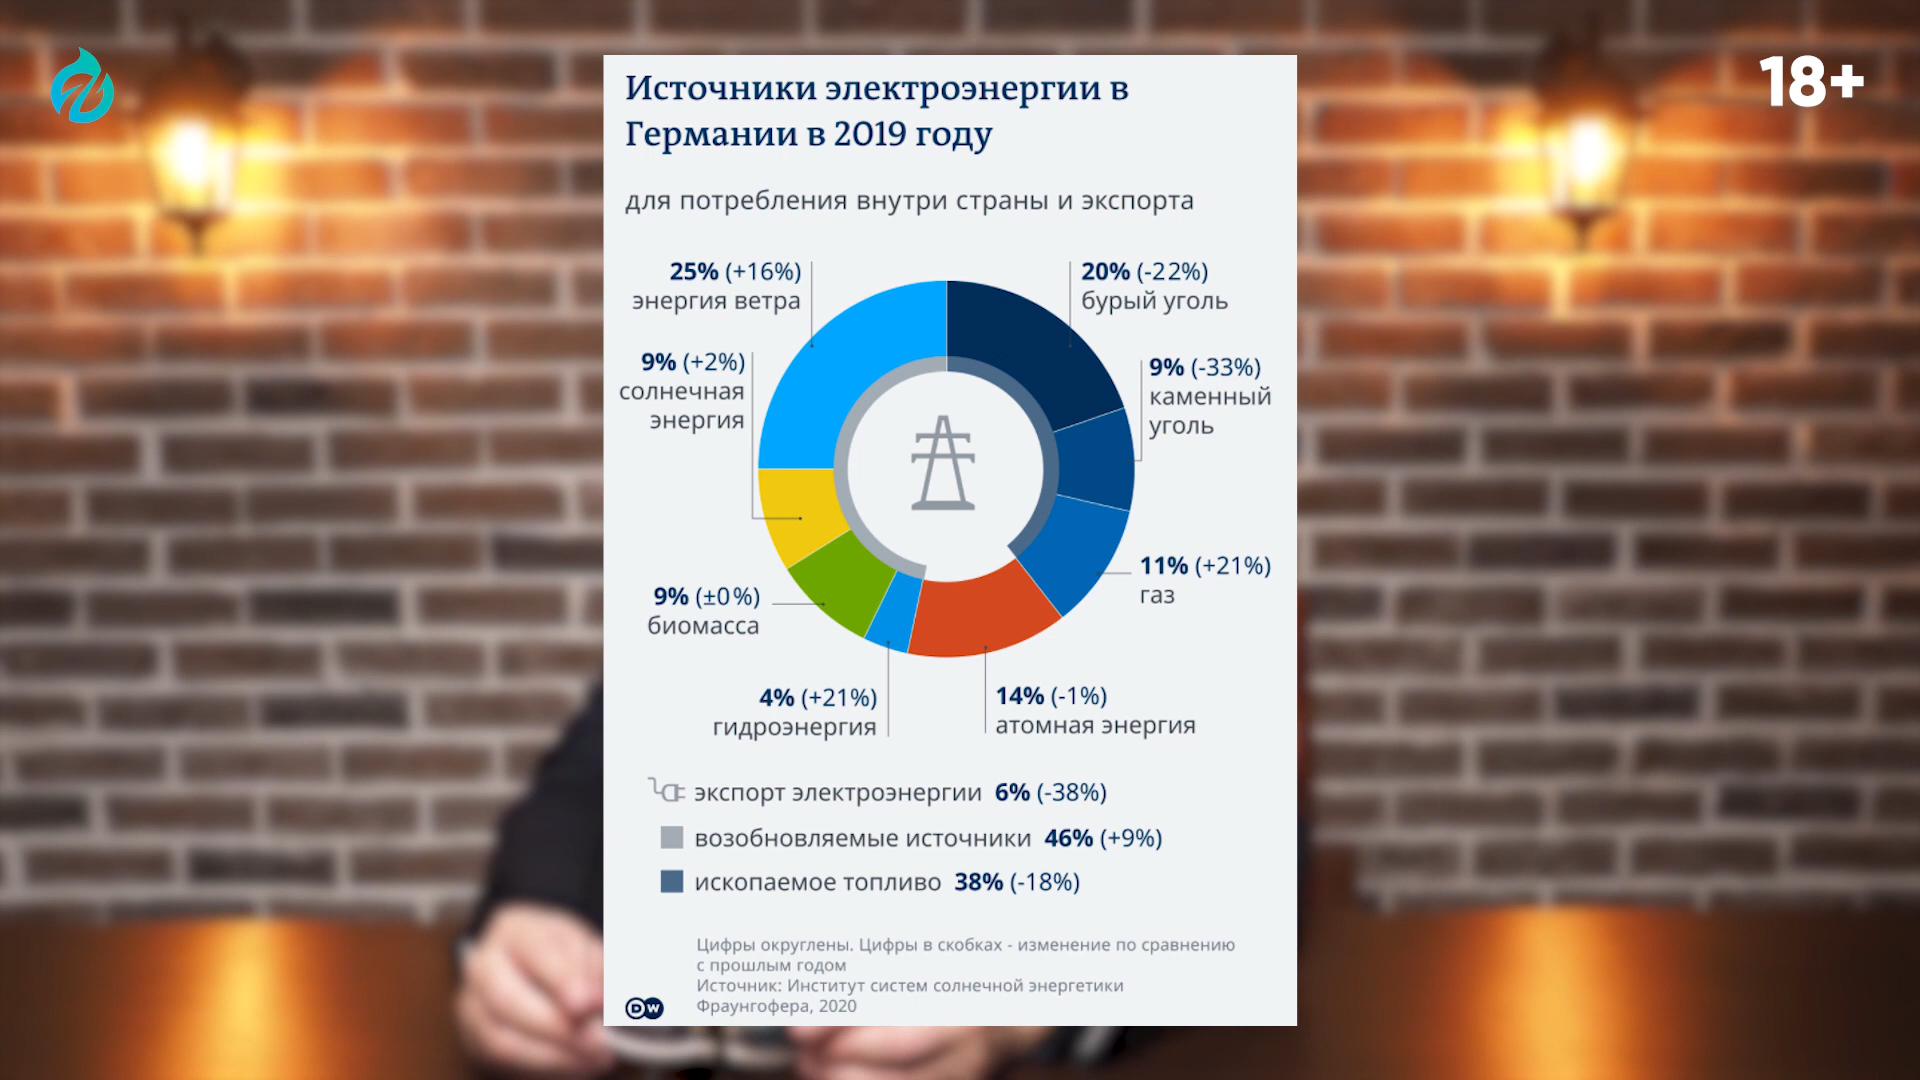 18+
Источники электроэнергии в
Германии в 2019 году
для потребления внутри страны и экспорта
25% (+16%)
энергия ветра
20% (-22%)
бурый уголь
9% (+2%)
солнечная
энергия
9% (-33%)
каменный
уголь
11% (+21%)
газ
9% (±0%)
биомасса
4% (+21%)
гидроэнергия
14% (-1%)
атомная энергия
экспорт электроэнергии 6% (-38%)
возобновляемые источники 46% (+9%)
ископаемое топливо 38% (-18%)
Цифры округлены. Цифры в скобках - изменение по сравнению
с прошлым годом
Источник: Институт систем солнечной энергетики
Фраунгофера, 2020
DW